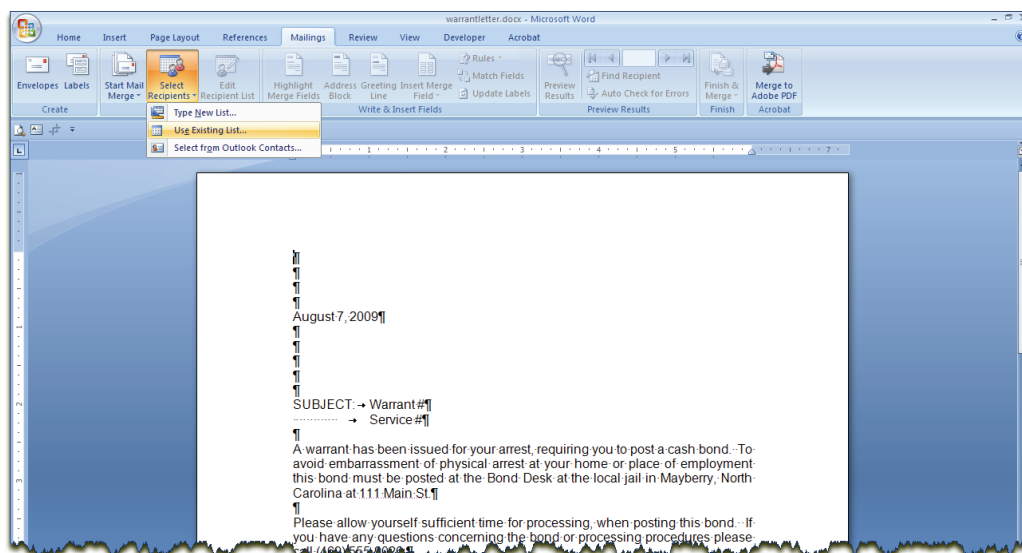 warrantletter.docx - Microsoft Word
Home Insert Page Layout References Mailings Review View Developer Acrobat
Envelopes Labels
Create
Start Mail Merge
Select Recipients
Edit Recipient List
Highlight Merge Fields
Address Block
Greeting Line
Insert Merge Field
Rules
Match Fields
Update Labels
Write & Insert Fields
Preview Results
ABC
Find Recipient
Auto Check for Errors
Preview Results
Finish & Merge
Finish
Merge to Adobe PDF
Acrobat
Type New List...
Use Existing List...
Select from Outlook Contacts...
1 2 3 4 5 7
August 7, 2009¶
SUBJECT: → Warrant #¶
→ Service #¶
A warrant has been issued for your arrest, requiring you to post a cash bond. To
avoid embarrassment of physical arrest at your home or place of employment
this bond must be posted at the Bond Desk at the local jail in Mayberry, North
Carolina at 111 Main St.¶
Please allow yourself sufficient time for processing, when posting this bond. If
you have any questions concerning the bond or processing procedures please